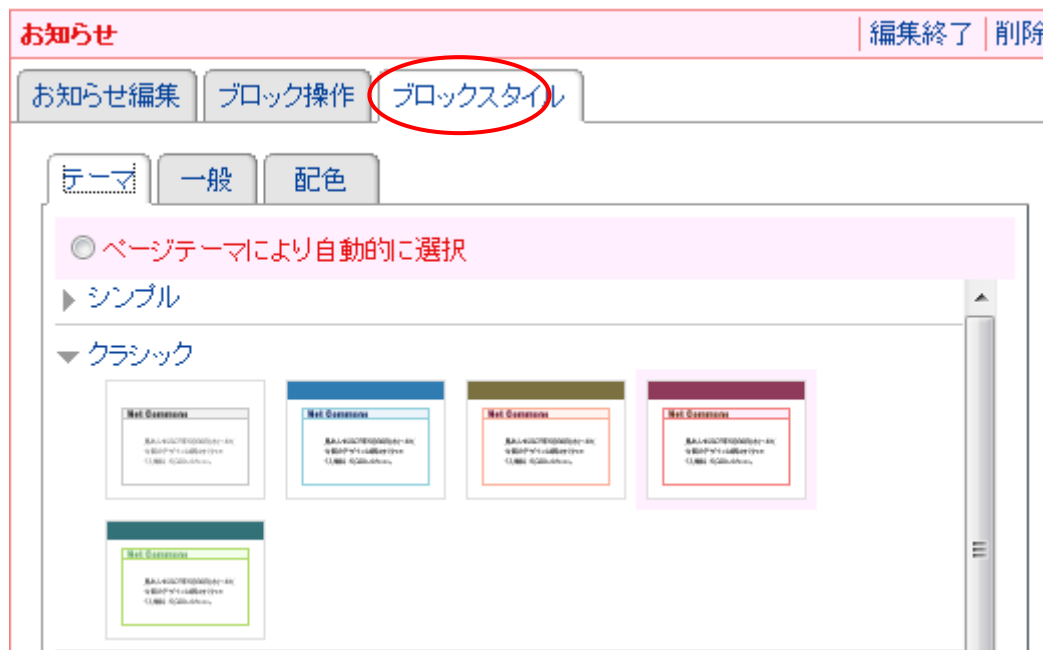 お知らせ
編集終了 削除
お知らせ編集 ブロック操作 ブロックスタイル
テーマ 一般 配色
ページテーマにより自動的に選択
シンプル
クラシック
Net Commons Net Commons Net Commons Net Commons
Net Commons